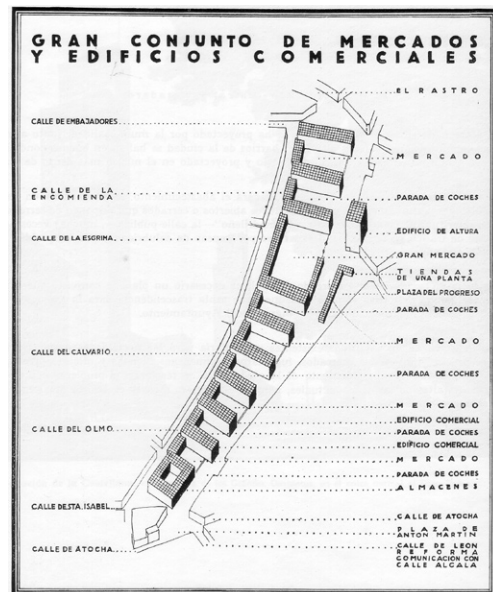 GRAN CONJUNTO DE MERCADOS
Y EDIFICIOS COMERCIALES
EL RASTRO
CALLE DE EMBAJADORES
MERCADO
CALLE DE LA
ENCOMIENDA
PARADA DE COCHES
EDIFICIO DE ALTURA
CALLE DE LA ESGRIMA
GRAN MERCADO
TIENDAS
DE UNA PLANTA
PLAZA DEL PROGRESO
PARADA DE COCHES
MERCADO
CALLE DEL CALVARIO
PARADA DE COCHES
MERCADO
EDIFICIO COMERCIAL
CALLE DEL OLMO
PARADA DE COCHES
EDIFICIO COMERCIAL
MERCADO
PARADA DE COCHES
ALMACENES
CALLE DE STA. ISABEL
CALLE DE ATOCHA
PLAZA DE
ANTON MARTIN
CALLE DE ATOCHA
CALLE DE LEON
REFORMA
COMUNICACION CON
CALLE ALCALA